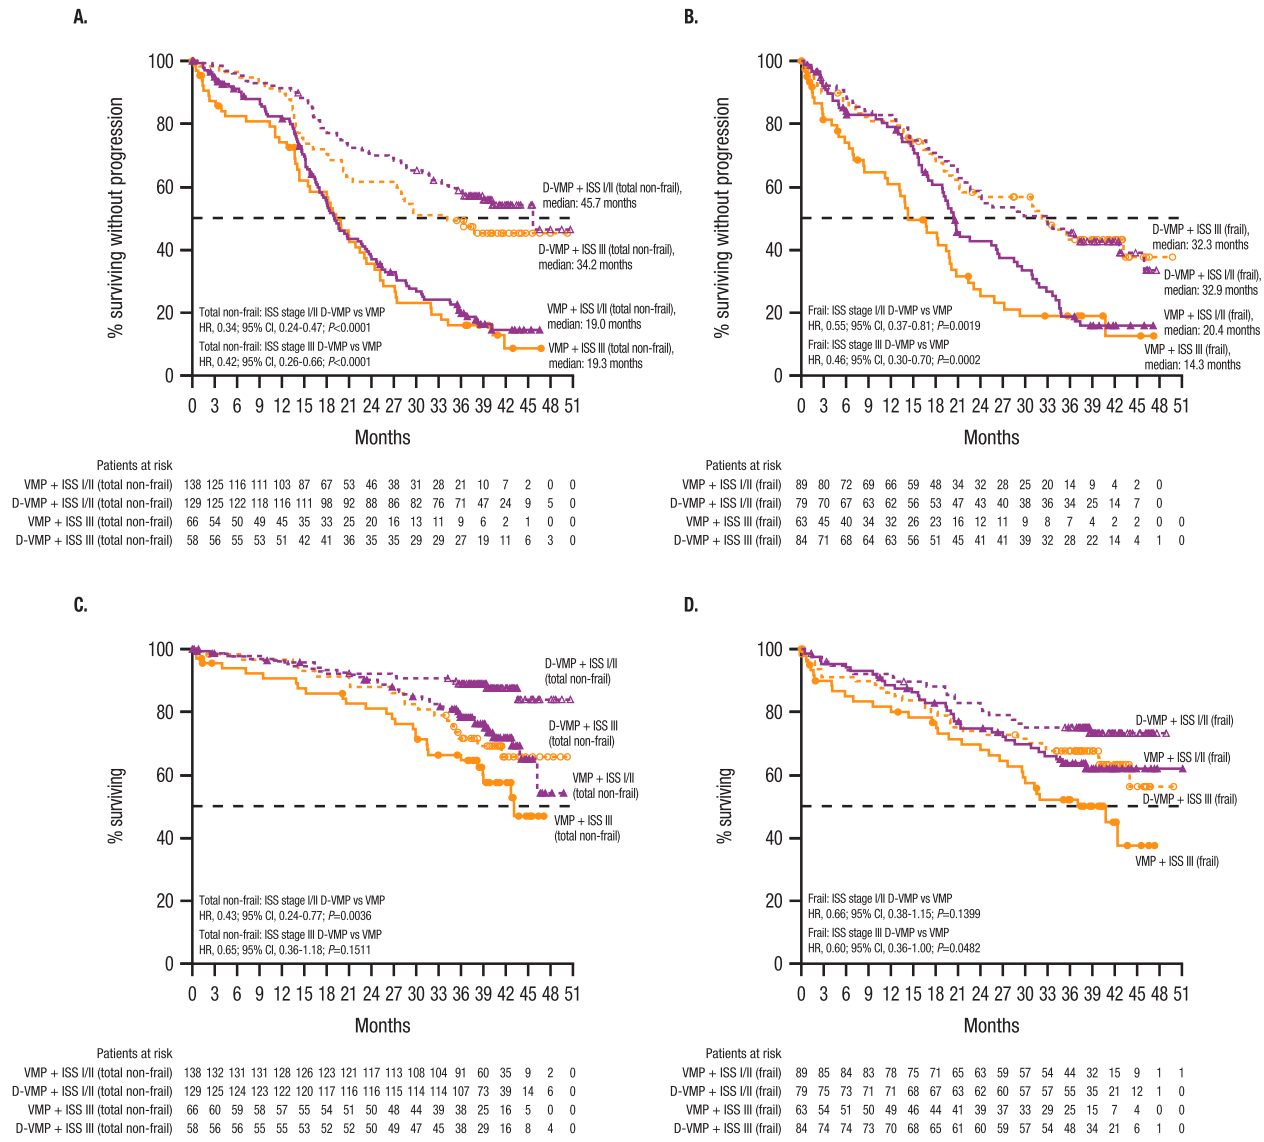 A.
% surviving without progression
100
80
60
40
20
0
D-VMP + ISS I/II (total non-frail),
median: 45.7 months
D-VMP + ISS III (total non-frail),
median: 34.2 months
VMP + ISS I/II (total non-frail),
median: 19.0 months
VMP + ISS III (total non-frail),
median: 19.3 months
Total non-frail: ISS stage I/II D-VMP vs VMP
HR, 0.34; 95% CI, 0.24-0.47; P<0.0001
Total non-frail: ISS stage III D-VMP vs VMP
HR, 0.42; 95% CI, 0.26-0.66; P<0.0001
0 3 6 9 12 15 18 21 24 27 30 33 36 39 42 45 48 51
Months
Patients at risk
VMP + ISS I/II (total non-frail) 138 125 116 111 103 87 67 53 46 38 31 28 21 10 7 2 0 0
D-VMP + ISS I/II (total non-frail) 129 125 122 118 116 111 98 92 88 86 82 76 71 47 24 9 5 0
VMP + ISS III (total non-frail) 66 54 50 49 45 35 33 25 20 16 13 11 9 6 2 1 0 0
D-VMP + ISS III (total non-frail) 58 56 55 53 51 42 41 36 35 35 29 29 27 19 11 6 3 0
B.
% surviving without progression
100
80
60
40
20
0
D-VMP + ISS III (frail),
median: 32.3 months
D-VMP + ISS I/II (frail),
median: 32.9 months
VMP + ISS I/II (frail),
median: 20.4 months
VMP + ISS III (frail),
median: 14.3 months
Frail: ISS stage I/II D-VMP vs VMP
HR, 0.55; 95% CI, 0.37-0.81; P=0.0019
Frail: ISS stage III D-VMP vs VMP
HR, 0.46; 95% CI, 0.30-0.70; P=0.0002
0 3 6 9 12 15 18 21 24 27 30 33 36 39 42 45 48 51
Months
Patients at risk
VMP + ISS I/II (frail) 89 80 72 69 66 59 48 34 32 28 25 20 14 9 4 2 0
D-VMP + ISS I/II (frail) 79 70 67 63 62 56 53 47 43 40 38 36 34 25 14 7 0
VMP + ISS III (frail) 63 45 40 34 32 26 23 16 12 11 9 8 7 4 2 2 0 0
D-VMP + ISS III (frail) 84 71 68 64 63 56 51 45 41 41 39 32 28 22 14 4 1 0
C.
% surviving
100
80
60
40
20
0
D-VMP + ISS I/II
(total non-frail)
D-VMP + ISS III
(total non-frail)
VMP + ISS I/II
(total non-frail)
VMP + ISS III
(total non-frail)
Total non-frail: ISS stage I/II D-VMP vs VMP
HR, 0.43; 95% CI, 0.24-0.77; P=0.0036
Total non-frail: ISS stage III D-VMP vs VMP
HR, 0.65; 95% CI, 0.36-1.18; P=0.1511
0 3 6 9 12 15 18 21 24 27 30 33 36 39 42 45 48 51
Months
Patients at risk
VMP + ISS I/II (total non-frail) 138 132 131 131 128 126 123 121 117 113 108 104 91 60 35 9 2 0
D-VMP + ISS I/II (total non-frail) 129 125 124 123 122 120 117 116 116 115 114 114 107 73 39 14 6 0
VMP + ISS III (total non-frail) 66 60 59 58 57 55 54 51 50 48 44 39 38 25 16 5 0 0
D-VMP + ISS III (total non-frail) 58 56 56 55 55 53 52 52 50 49 47 45 38 29 16 8 4 0
D.
% surviving
100
80
60
40
20
0
D-VMP + ISS I/II (frail)
VMP + ISS I/II (frail)
D-VMP + ISS III (frail)
VMP + ISS III (frail)
Frail: ISS stage I/II D-VMP vs VMP
HR, 0.66; 95% CI, 0.38-1.15; P=0.1399
Frail: ISS stage III D-VMP vs VMP
HR, 0.60; 95% CI, 0.36-1.00; P=0.0482
0 3 6 9 12 15 18 21 24 27 30 33 36 39 42 45 48 51
Months
Patients at risk
VMP + ISS I/II (frail) 89 85 84 83 78 75 71 65 63 59 57 54 44 32 15 9 1 1
D-VMP + ISS I/II (frail) 79 75 73 71 71 68 67 63 62 60 57 57 55 35 21 12 1 0
VMP + ISS III (frail) 63 54 51 50 49 46 44 41 39 37 33 29 25 15 7 4 0 0
D-VMP + ISS III (frail) 84 74 74 73 70 68 65 61 60 59 57 54 48 34 21 6 1 0